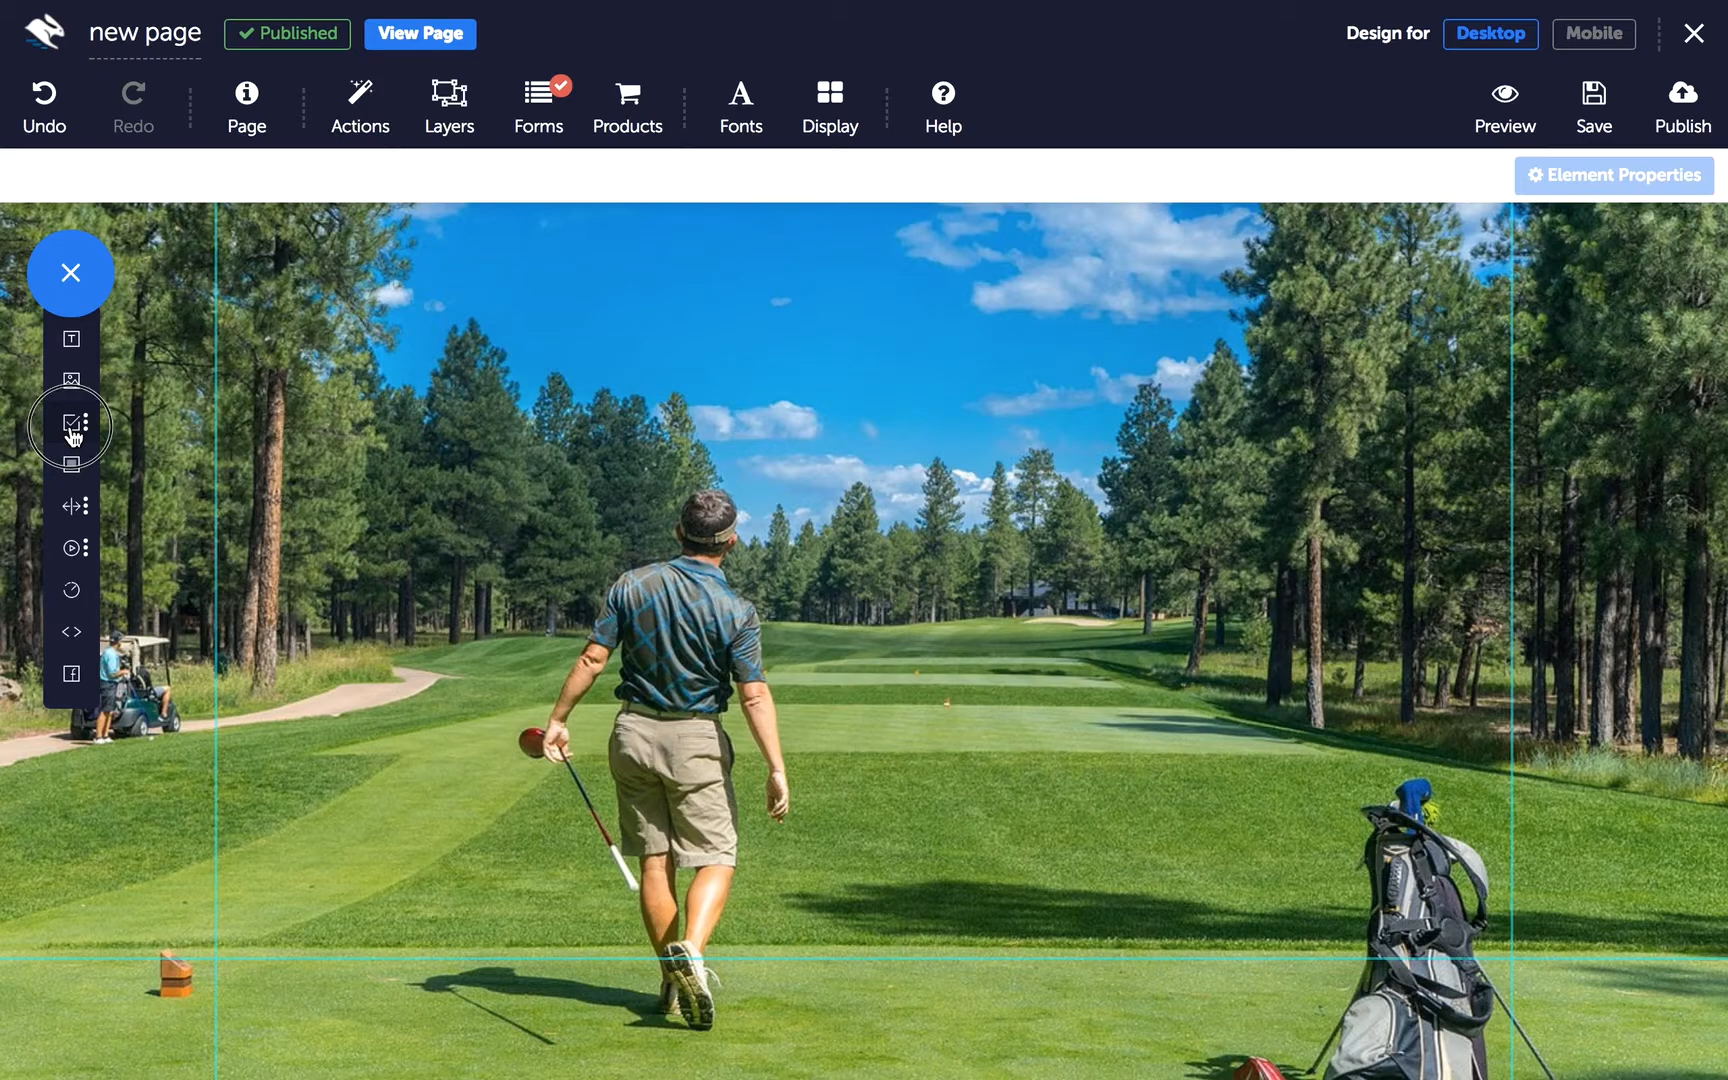 new page
Published
View Page
Design for
Desktop
Mobile
Undo
Redo
Page
Actions
Layers
Forms
Products
Fonts
Display
Help
Preview
Save
Publish
Element Properties